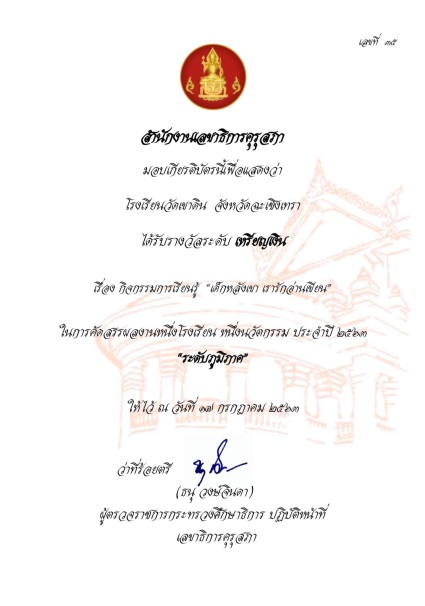 เลขที่ ๓๕
สำนักงานเลขาธิการคุรุสภา
มอบเกียรติบัตรนี้เพื่อแสดงว่า
โรงเรียนวัดเขาดิน จังหวัดฉะเชิงเทรา
ได้รับรางวัลระดับ เหรียญเงิน
เรื่อง กิจกรรมการเรียนรู้ "เด็กหลังเขา เรารักอ่านเขียน"
ในการคัดสรรผลงานหนึ่งโรงเรียน หนึ่งนวัตกรรม ประจำปี ๒๕๖๓
"ระดับภูมิภาค"
ให้ไว้ ณ วันที่ ๑๗ กรกฎาคม ๒๕๖๓
ว่าที่ร้อยตรี
(ธนุ วงษ์จินดา)
ผู้ตรวจราชการกระทรวงศึกษาธิการ ปฏิบัติหน้าที่
เลขาธิการคุรุสภา